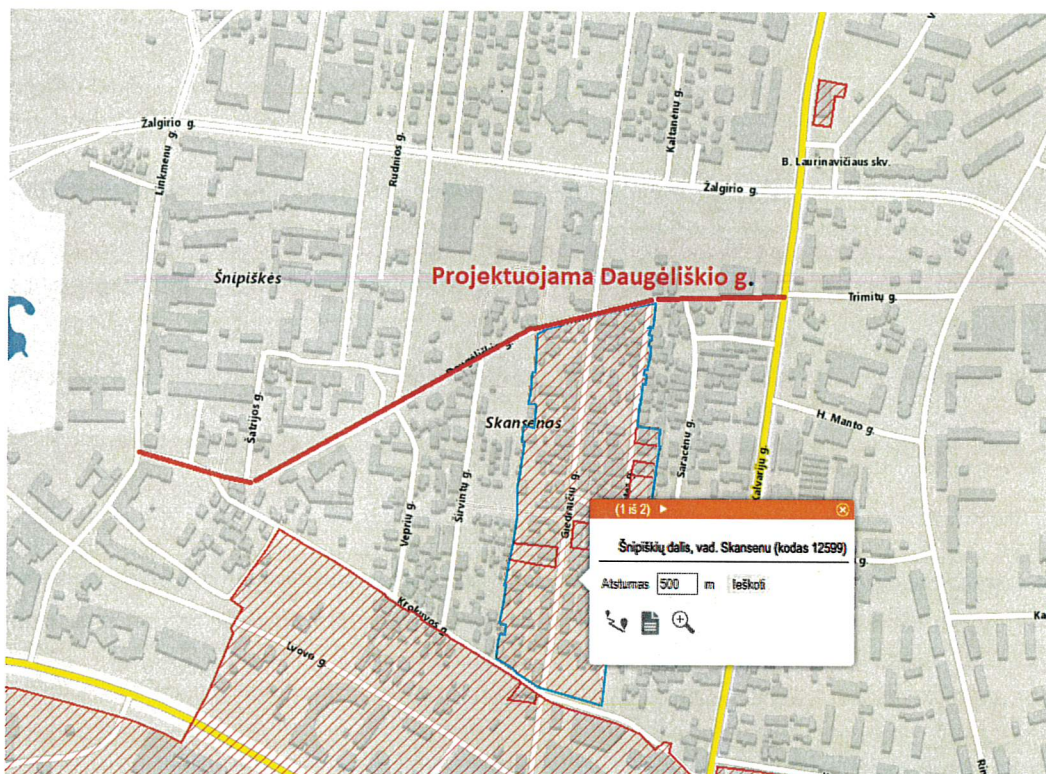 Žalgirio g.
Linkmenų g.
Rudnios g.
Kaltanėnų g.
B. Laurinavičiaus skv.
Žalgirio g.
Šnipiškės
Projektuojama Daugėliškio g.
Trimitų g.
Šatrijos g.
Skansenas
H. Manto g.
Saracėnų g.
Kalvarijų g.
Giedraičių g.
Širvintų g.
Veprių g.
(1 iš 2)
Šnipiškių dalis, vad. Skansenu (kodas 12599)
Atstumas 500 m Ieškoti
Krokuvos g.
Lvovo g.